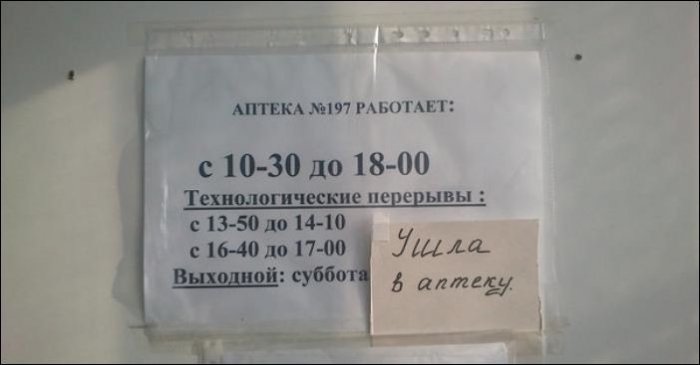 АПТЕКА №197 РАБОТАЕТ:
с 10-30 до 18-00
Технологические перерывы :
с 13-50 до 14-10
с 16-40 до 17-00
Выходной: суббота
Ушла
в аптеку.